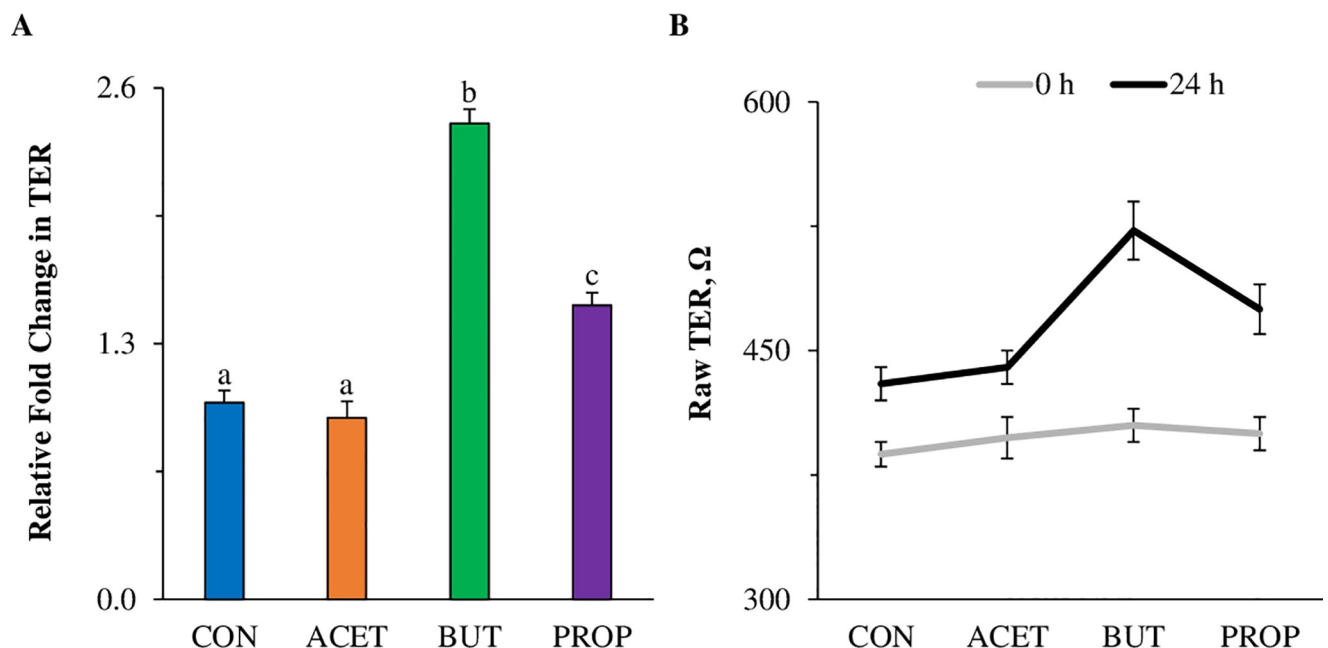 A
Relative Fold Change in TER
2.6
1.3
0.0
a
a
b
c
CON ACET BUT PROP
B
0 h 24 h
Raw TER, Ω
600
450
300
CON ACET BUT PROP